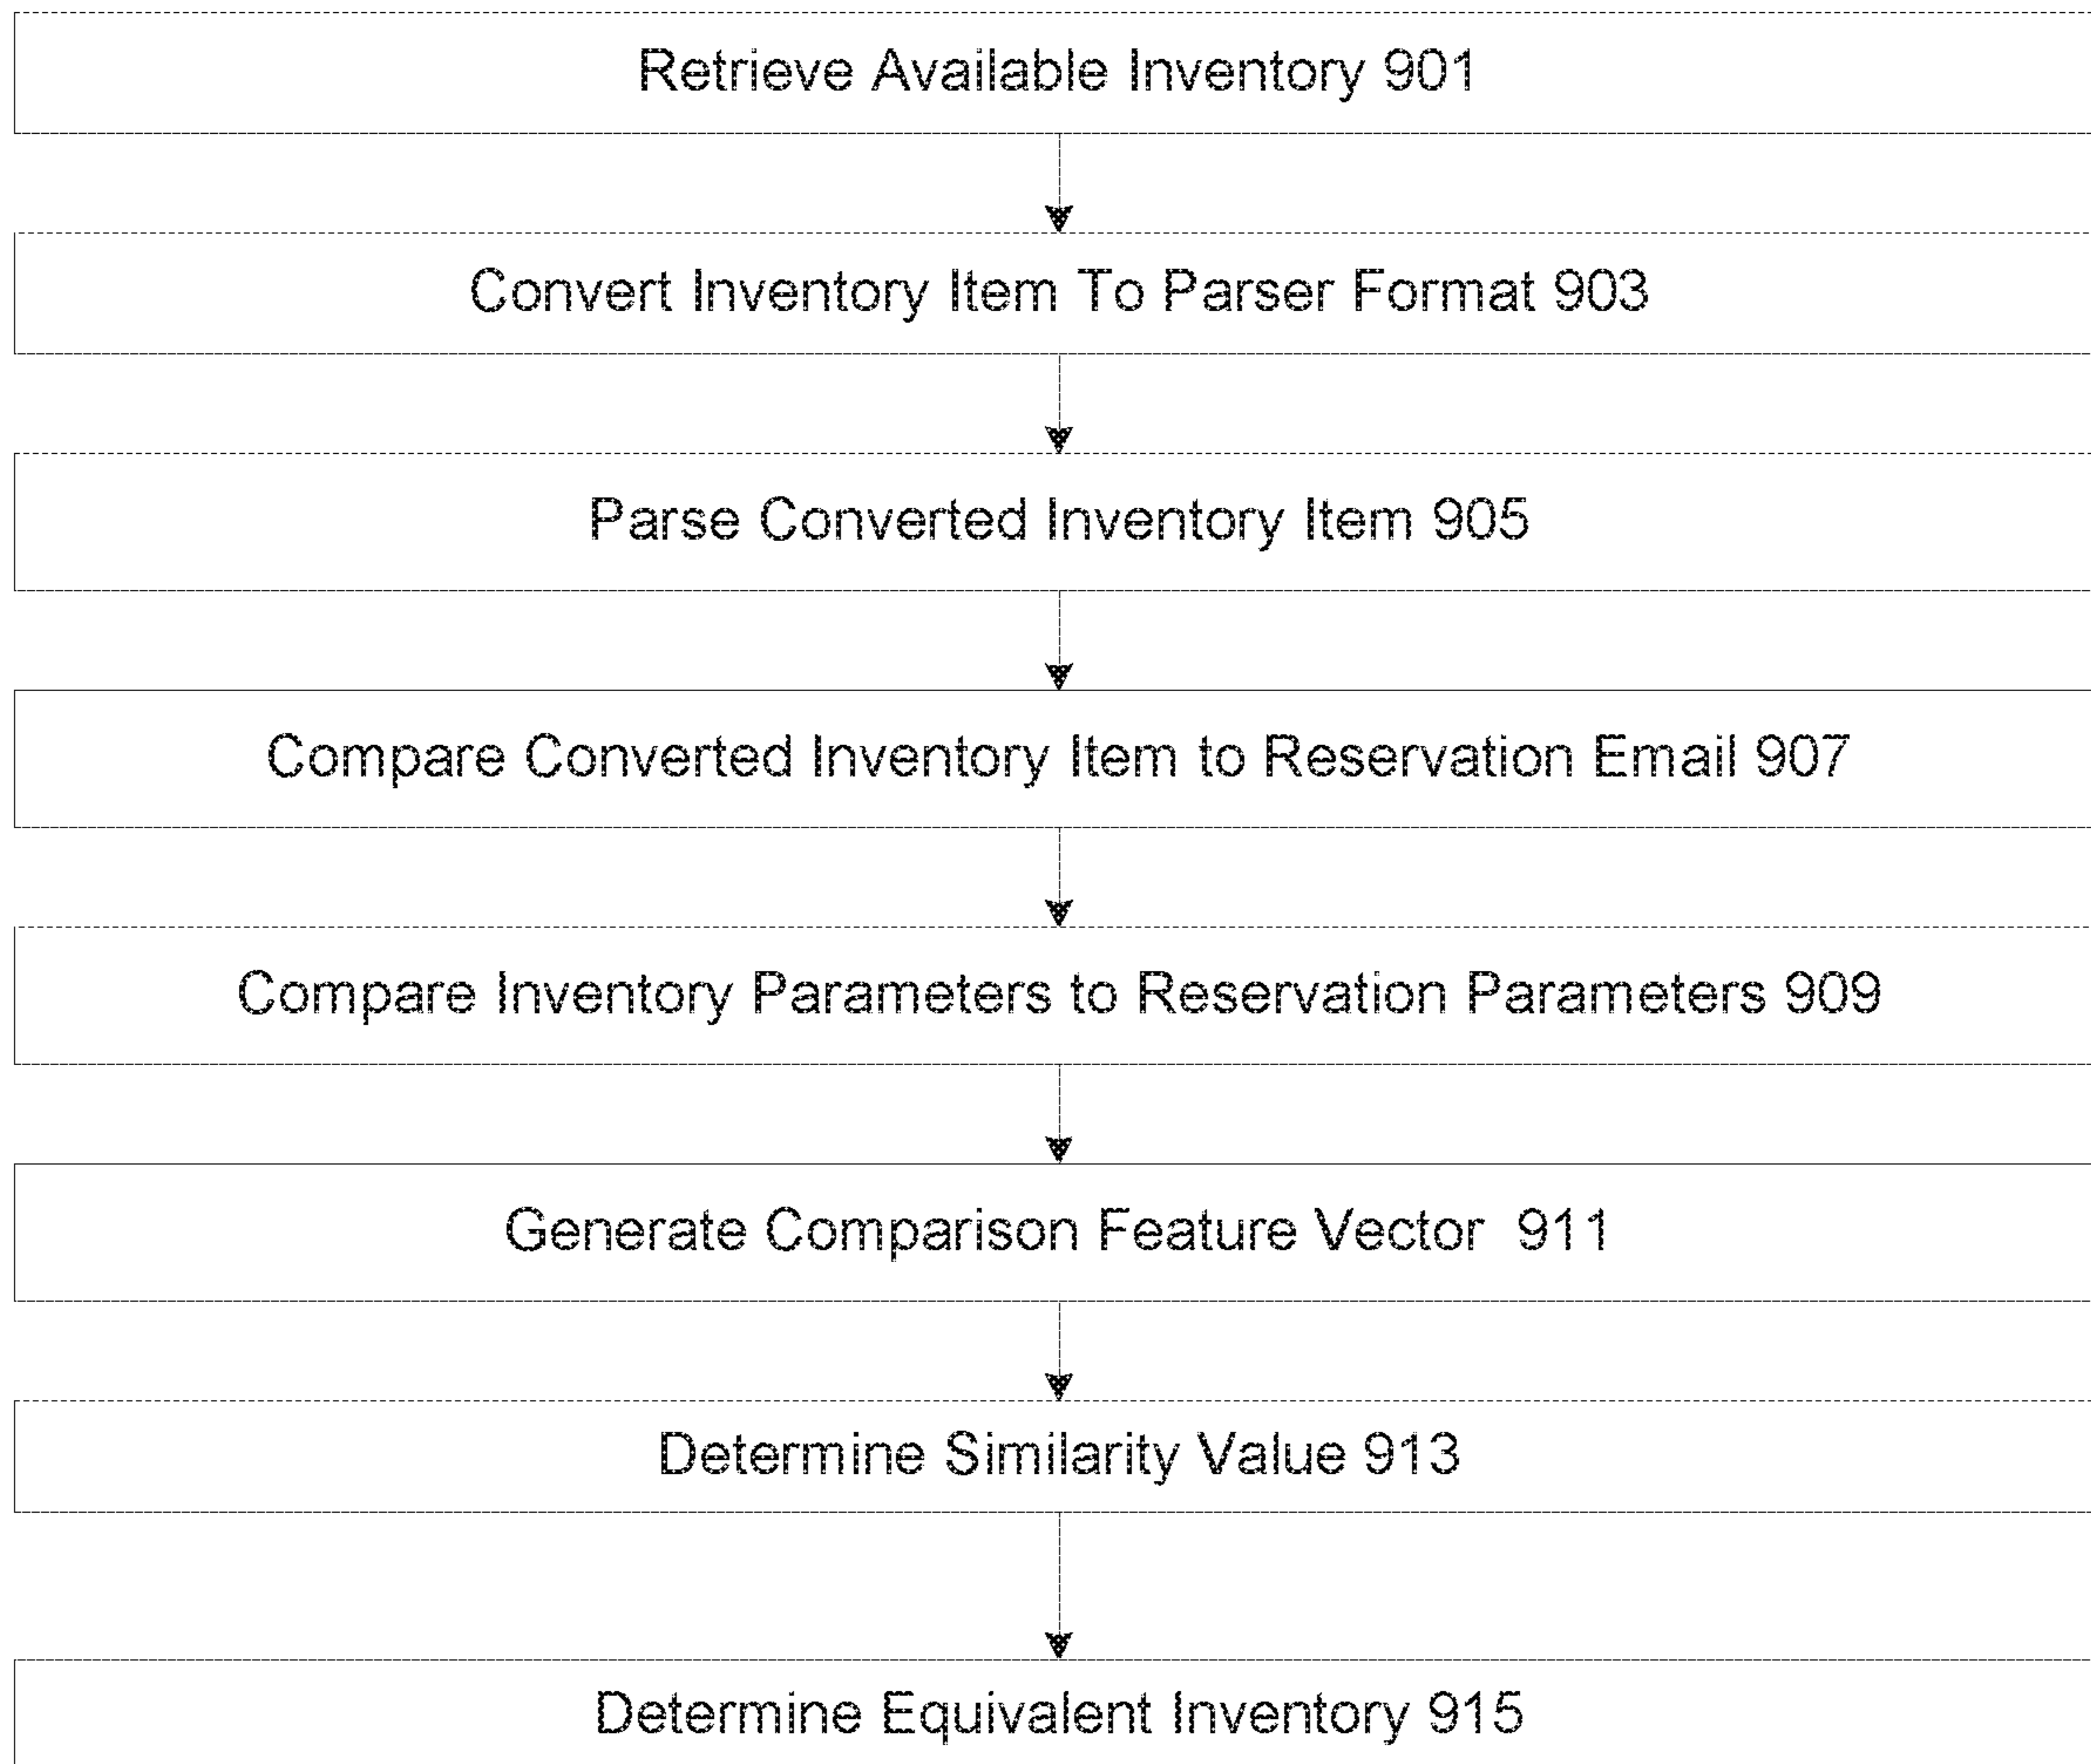 Retrieve Available Inventory 901
Convert Inventory Item To Parser Format 903
Parse Converted Inventory Item 905
Compare Converted Inventory Item to Reservation Email 907
Compare Inventory Parameters to Reservation Parameters 909
Generate Comparison Feature Vector 911
Determine Similarity Value 913
Determine Equivalent Inventory 915